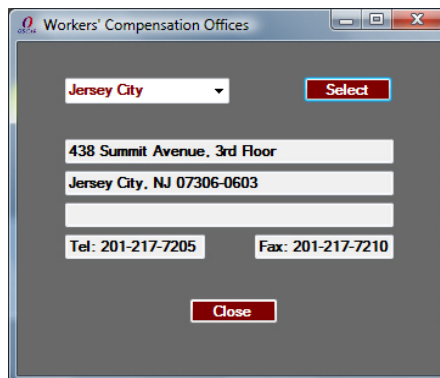 Workers' Compensation Offices
Jersey City
Select
438 Summit Avenue, 3rd Floor
Jersey City, NJ 07306-0603
Tel: 201-217-7205
Fax: 201-217-7210
Close